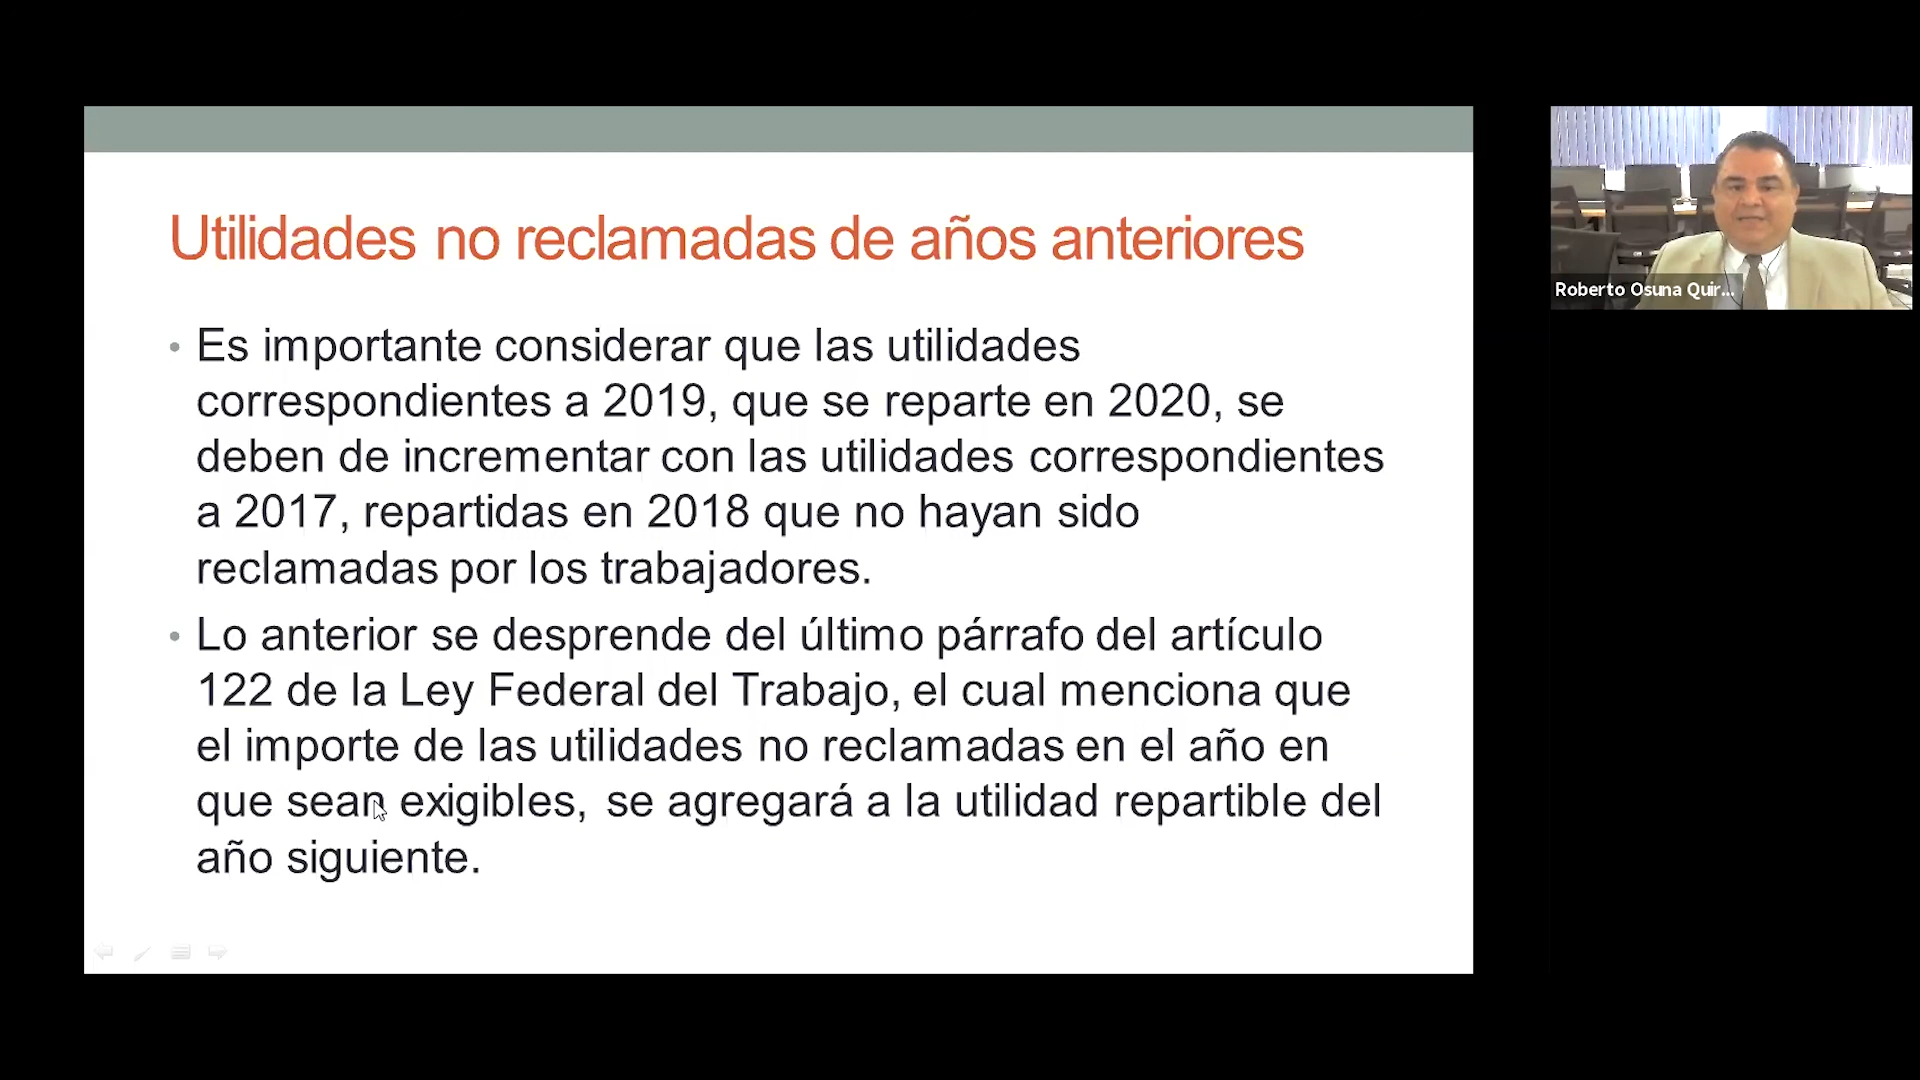 Utilidades no reclamadas de años anteriores
• Es importante considerar que las utilidades
correspondientes a 2019, que se reparte en 2020, se
deben de incrementar con las utilidades correspondientes
a 2017, repartidas en 2018 que no hayan sido
reclamadas por los trabajadores.
• Lo anterior se desprende del último párrafo del artículo
122 de la Ley Federal del Trabajo, el cual menciona que
el importe de las utilidades no reclamadas en el año en
que sean exigibles, se agregará a la utilidad repartible del
año siguiente.
Roberto Osuna Quir...